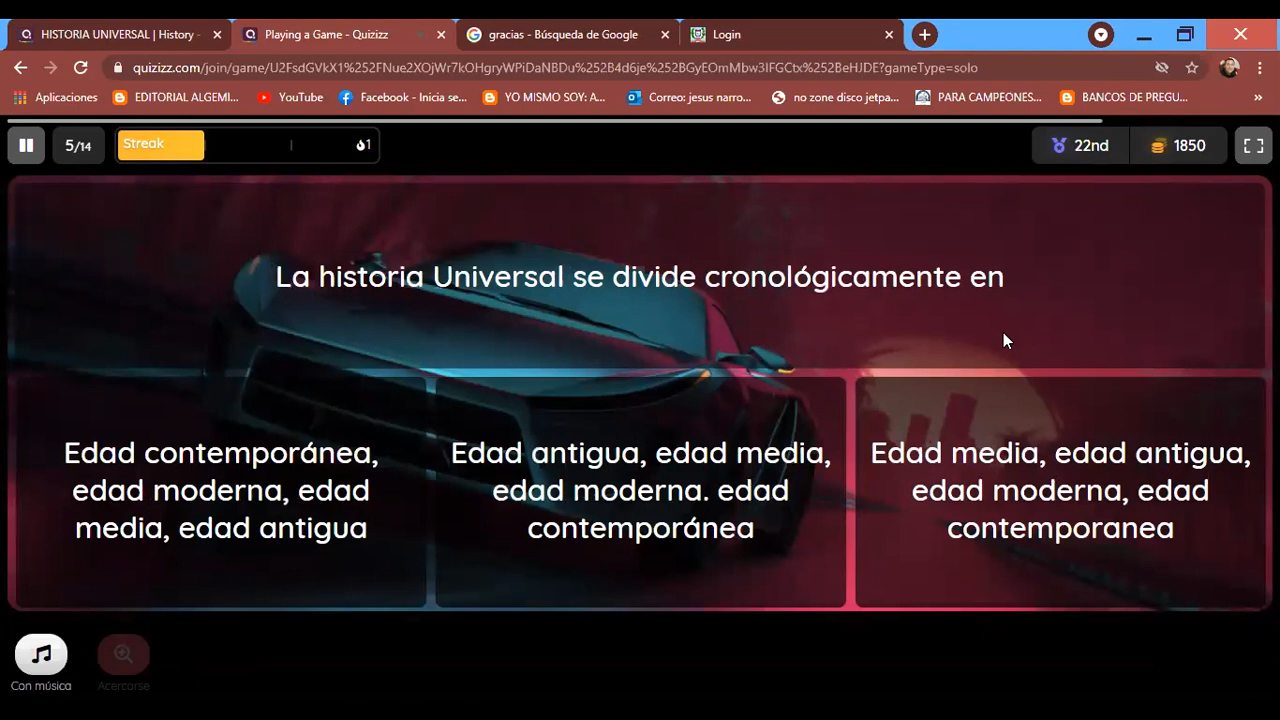 HISTORIA UNIVERSAL | History -
Playing a Game - Quizizz
gracias - Búsqueda de Google
Login
quizizz.com/join/game/U2FsdGVkX1%252FNue2XOjWr7kOHgryWPiDaNBDu%252B4d6je%252BGyEOmMbw3IFGCtx%252BeHJDE?gameType=solo
Aplicaciones
EDITORIAL ALGEMI...
YouTube
Facebook - Inicia se...
YO MISMO SOY: A...
Correo: jesus narro...
no zone disco jetpa...
PARA CAMPEONES...
BANCOS DE PREGU...
»
5/14
Streak
1
22nd
1850
La historia Universal se divide cronológicamente en
Edad contemporánea,
edad moderna, edad
media, edad antigua
Edad antigua, edad media,
edad moderna. edad
contemporánea
Edad media, edad antigua,
edad moderna, edad
contemporanea
Con música
Acercarse